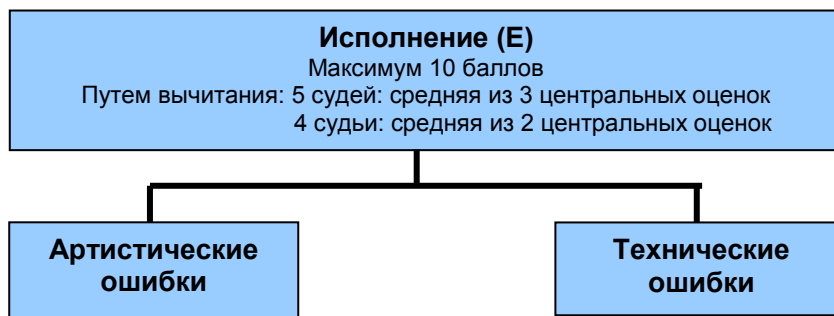 Исполнение (Е)
Максимум 10 баллов
Путем вычитания: 5 судей: средняя из 3 центральных оценок
4 судьи: средняя из 2 центральных оценок
Артистические
ошибки
Технические
ошибки